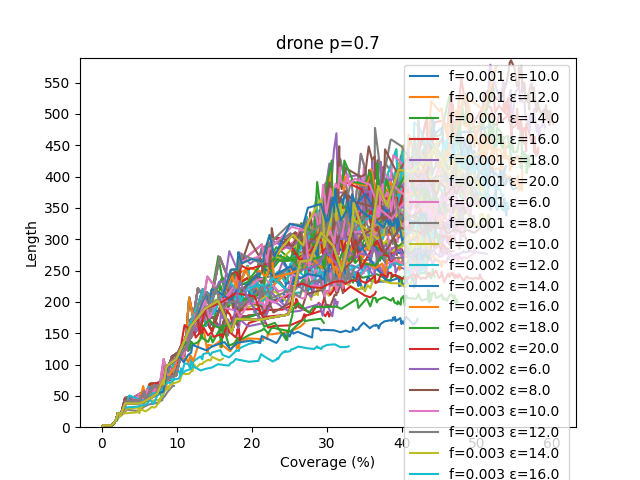 drone p=0.7
Length
550
500
450
400
350
300
250
200
150
100
50
0
0 10 20 30 40 50 60
Coverage (%)
f=0.001 ε=10.0
f=0.001 ε=12.0
f=0.001 ε=14.0
f=0.001 ε=16.0
f=0.001 ε=18.0
f=0.001 ε=20.0
f=0.001 ε=6.0
f=0.001 ε=8.0
f=0.002 ε=10.0
f=0.002 ε=12.0
f=0.002 ε=14.0
f=0.002 ε=16.0
f=0.002 ε=18.0
f=0.002 ε=20.0
f=0.002 ε=6.0
f=0.002 ε=8.0
f=0.003 ε=10.0
f=0.003 ε=12.0
f=0.003 ε=14.0
f=0.003 ε=16.0